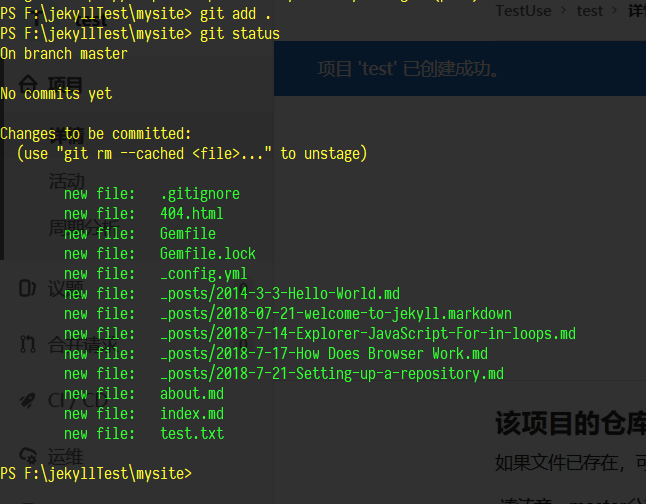 PS F:\jekyllTest\mysite> git add .
PS F:\jekyllTest\mysite> git status
On branch master
No commits yet
Changes to be committed:
(use "git rm --cached <file>..." to unstage)
new file: .gitignore
new file: 404.html
new file: Gemfile
new file: Gemfile.lock
new file: _config.yml
new file: _posts/2014-3-3-Hello-World.md
new file: _posts/2018-07-21-welcome-to-jekyll.markdown
new file: _posts/2018-7-14-Explorer-JavaScript-For-in-loops.md
new file: _posts/2018-7-17-How Does Browser Work.md
new file: _posts/2018-7-21-Setting-up-a-repository.md
new file: about.md
new file: index.md
new file: test.txt
PS F:\jekyllTest\mysite>
TestUse > test > 详
项目 'test' 已创建成功。
项目
详情
活动
周期分析
议题
合并请求
CI / CD
运维
该项目的仓库
如果文件已存在，可